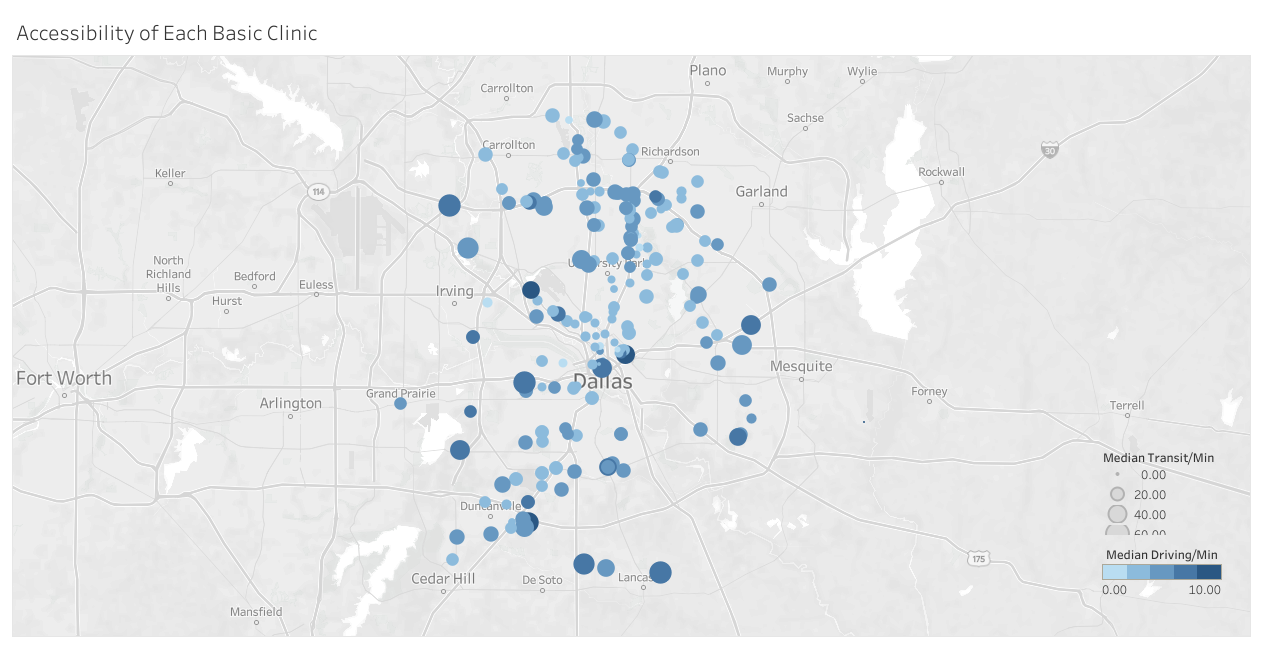 Accessibility of Each Basic Clinic
Plano
Murphy
Wylie
Carrollton
Sachse
Carrollton
Richardson
Keller
30
Rockwall
114
Garland
North
Richland
Hills
University Park
Bedford
Euless
Irving
Hurst
Mesquite
Fort Worth
Dallas
Grand Prairie
Arlington
Forney
Terrell
Median Transit/Min
0.00
20.00
40.00
60.00
Duncanville
Median Driving/Min
0.00 10.00
175
Cedar Hill
De Soto
Lancas
Mansfield